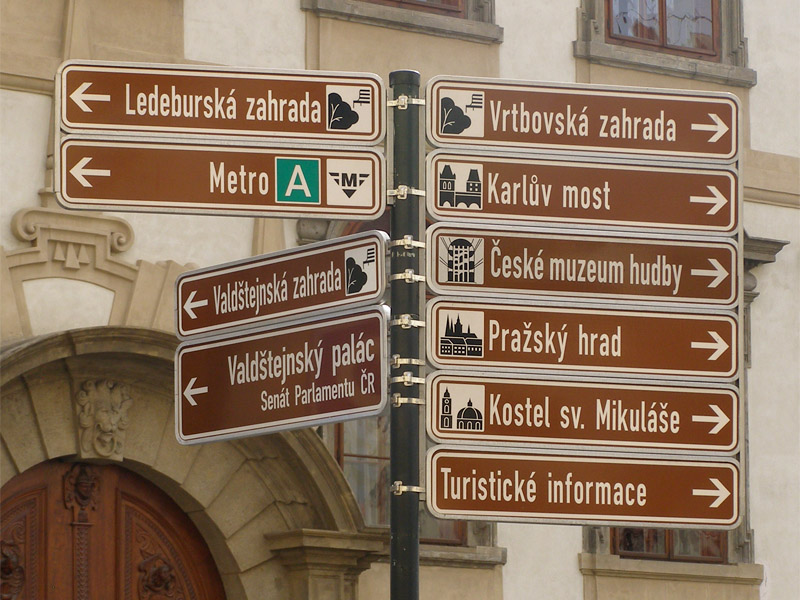 Ledeburská zahrada
Metro A M
Valdštejnská zahrada
Valdštejnský palác
Senát Parlamentu ČR
Vrtbovská zahrada
Karlův most
České muzeum hudby
Pražský hrad
Kostel sv. Mikuláše
Turistické informace